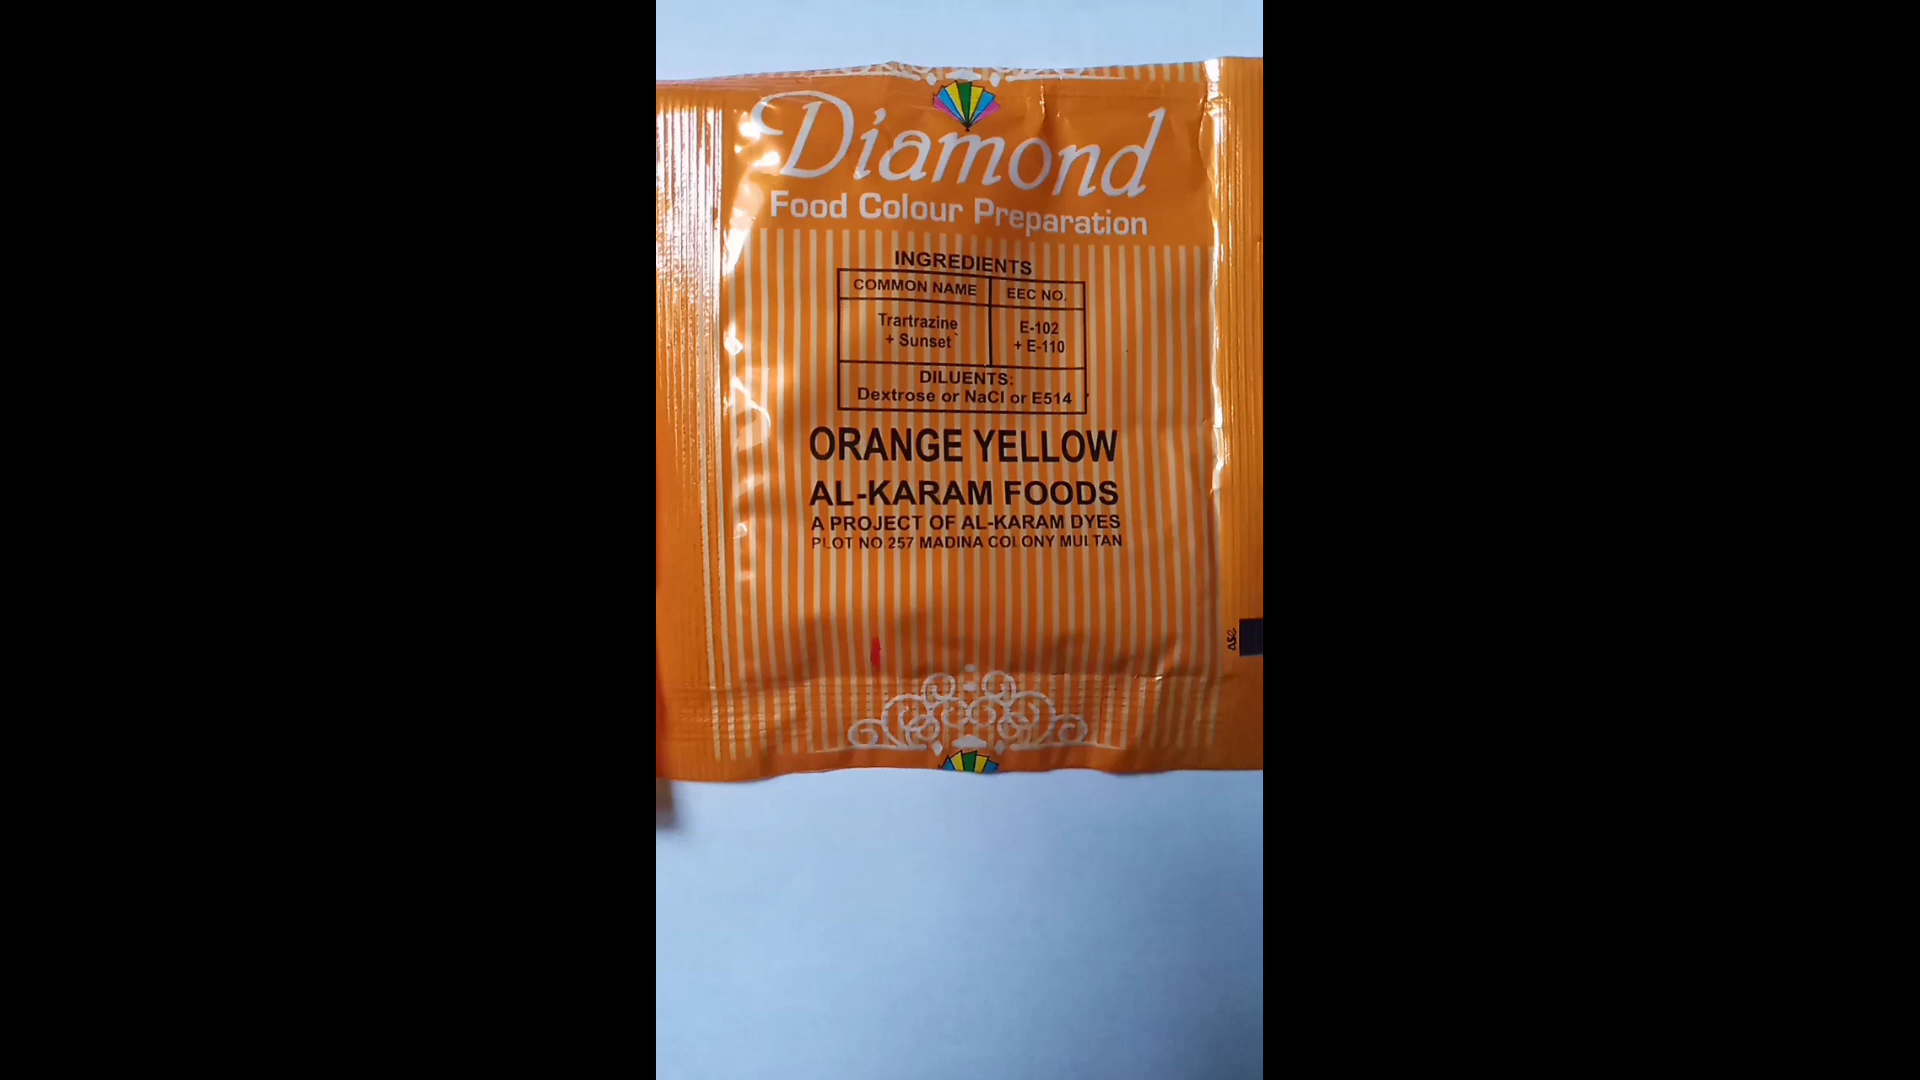 Diamond
Food Colour Preparation
INGREDIENTS
COMMON NAME EEC NO.
Trartrazine E-102
+ Sunset + E-110
DILUENTS:
Dextrose or NaCl or E514
ORANGE YELLOW
AL-KARAM FOODS
A PROJECT OF AL-KARAM DYES
PLOT NO 257 MADINA COLONY MULTAN